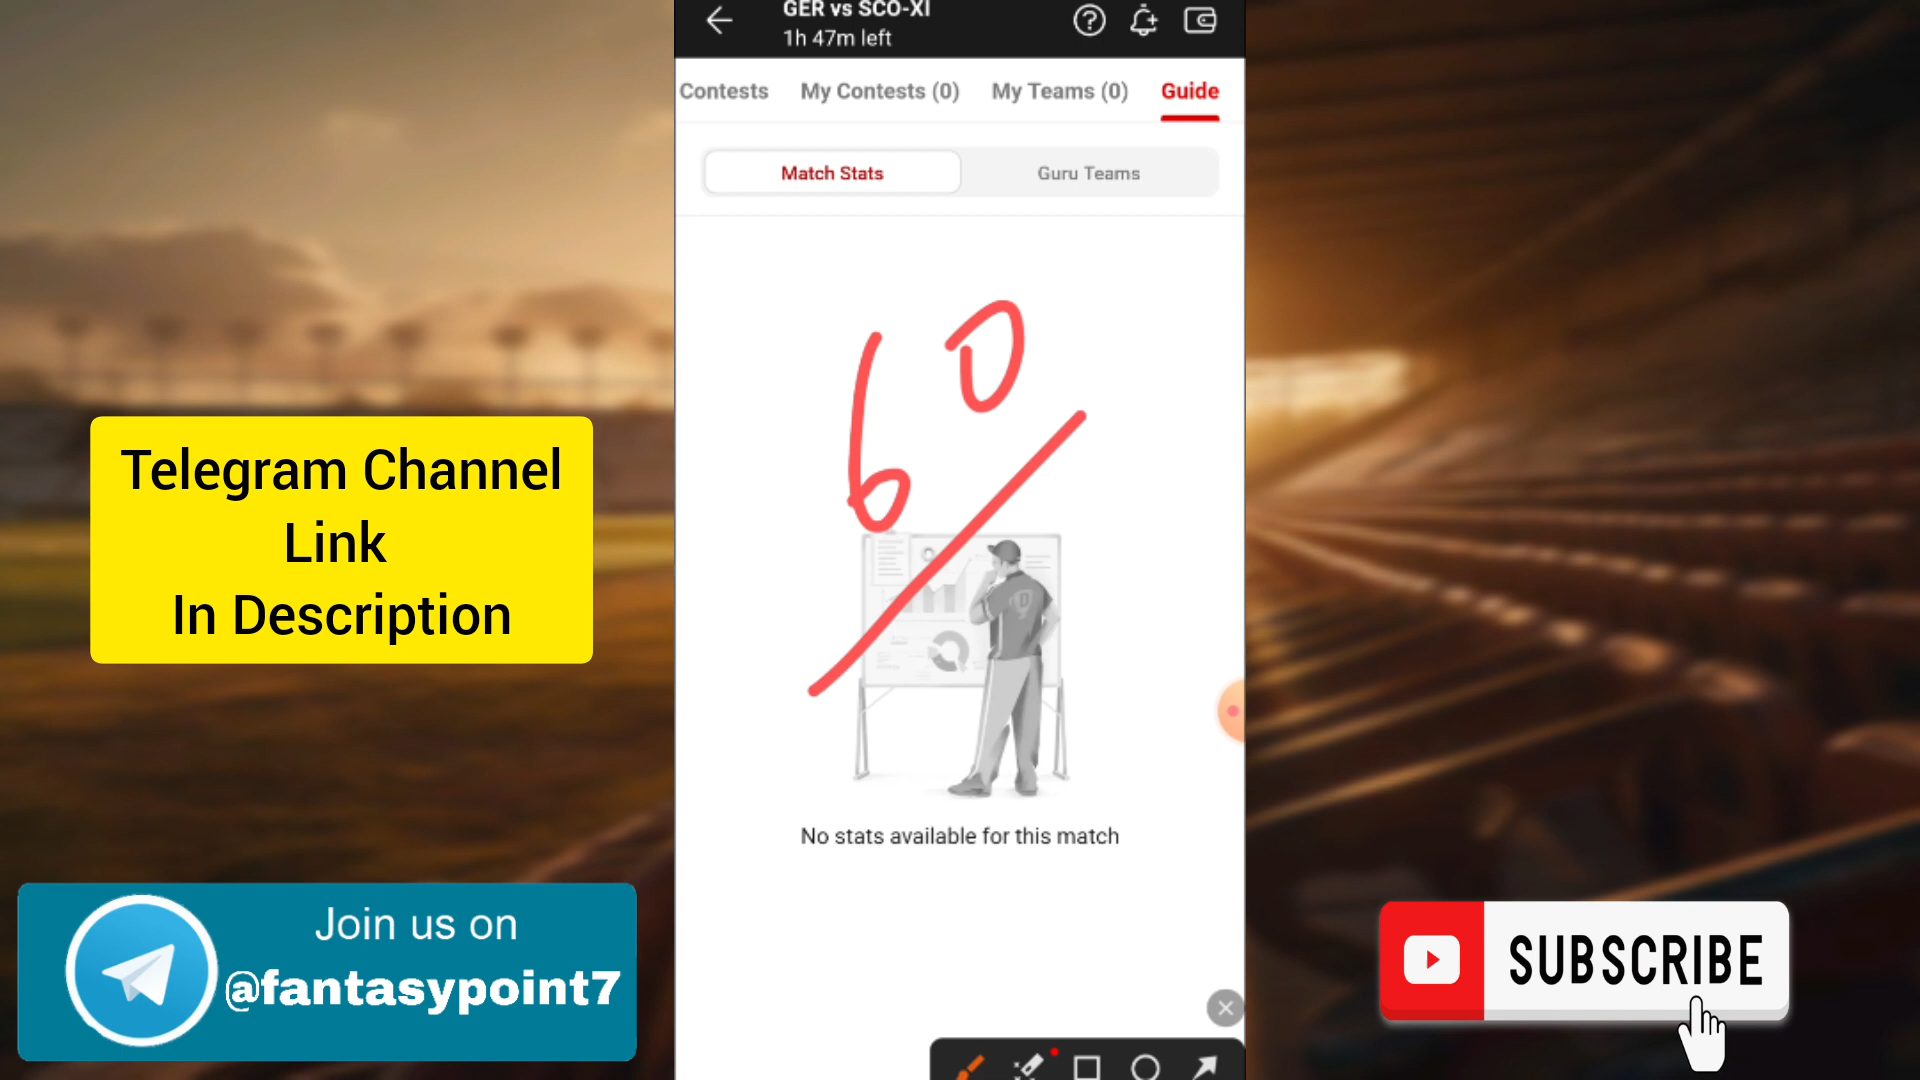 GER vs SCO-XI
1h 47m left
Contests My Contests (0) My Teams (0) Guide
Match Stats Guru Teams
60
No stats available for this match
Telegram Channel
Link
In Description
Join us on
@fantasypoint7
SUBSCRIBE